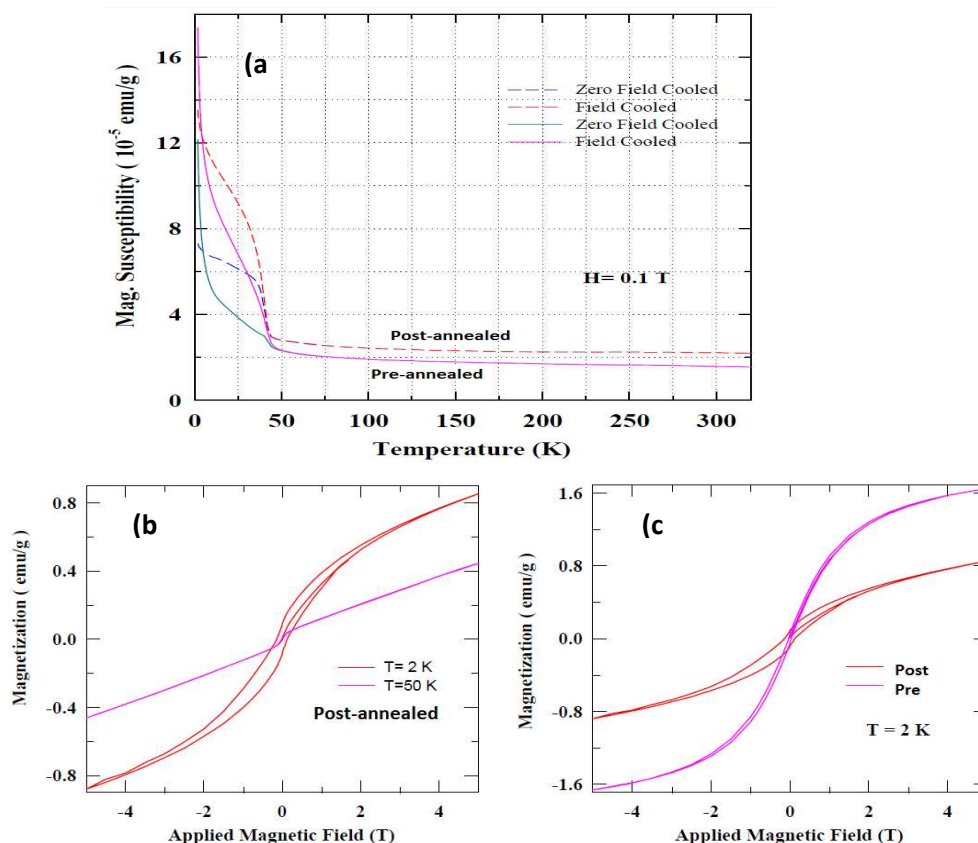 (a
16
12
8
4
0
Mag. Susceptibility ( 10^-5 emu/g )
Zero Field Cooled
Field Cooled
Zero Field Cooled
Field Cooled
H= 0.1 T
Post-annealed
Pre-annealed
0 50 100 150 200 250 300
Temperature (K)
(b
0.8
0.4
0.0
-0.4
-0.8
Magnetization ( emu/g )
T= 2 K
T=50 K
Post-annealed
-4 -2 0 2 4
Applied Magnetic Field (T)
(c
1.6
0.8
0.0
-0.8
-1.6
Magnetization ( emu/g )
Post
Pre
T = 2 K
-4 -2 0 2 4
Applied Magnetic Field (T)